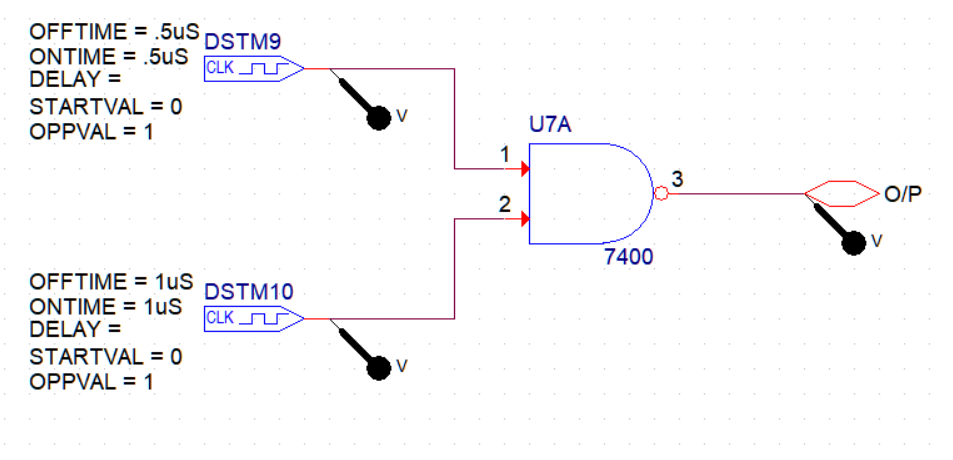 OFFTIME = .5uS
DSTM9
ONTIME = .5uS
CLK
DELAY =
STARTVAL = 0
OPPVAL = 1
V
U7A
1
2
3
O/P
V
7400
OFFTIME = 1uS
DSTM10
ONTIME = 1uS
CLK
DELAY =
STARTVAL = 0
OPPVAL = 1
V